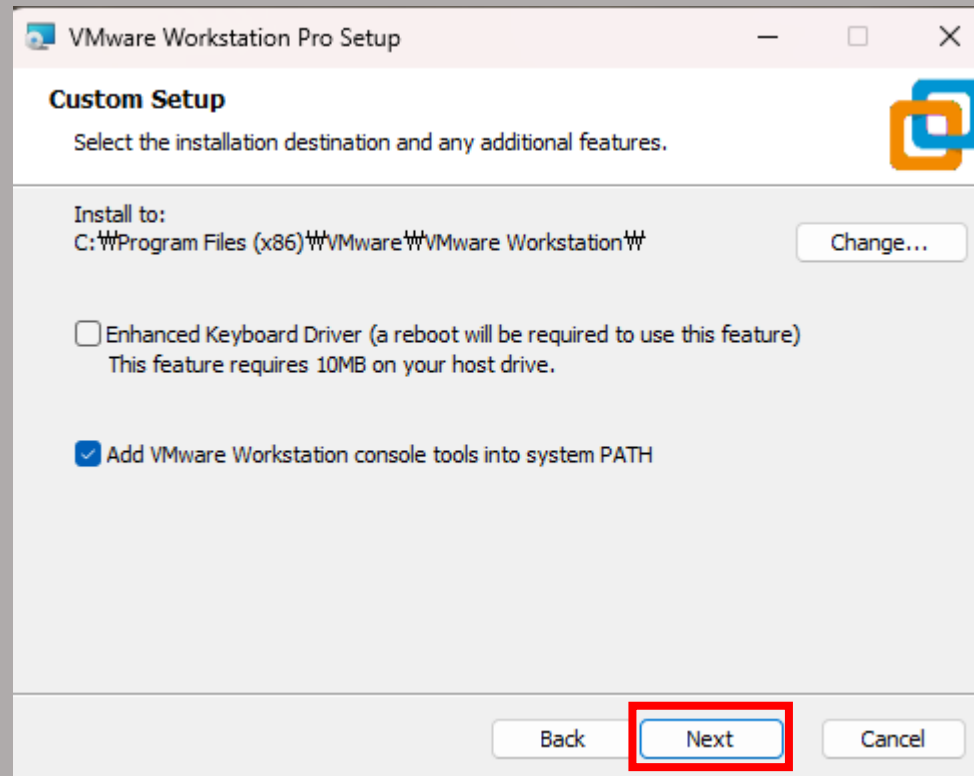 VMware Workstation Pro Setup
Custom Setup
Select the installation destination and any additional features.
Install to:
C:₩Program Files (x86)₩VMware₩VMware Workstation₩
Change...
Enhanced Keyboard Driver (a reboot will be required to use this feature)
This feature requires 10MB on your host drive.
Add VMware Workstation console tools into system PATH
Back
Next
Cancel